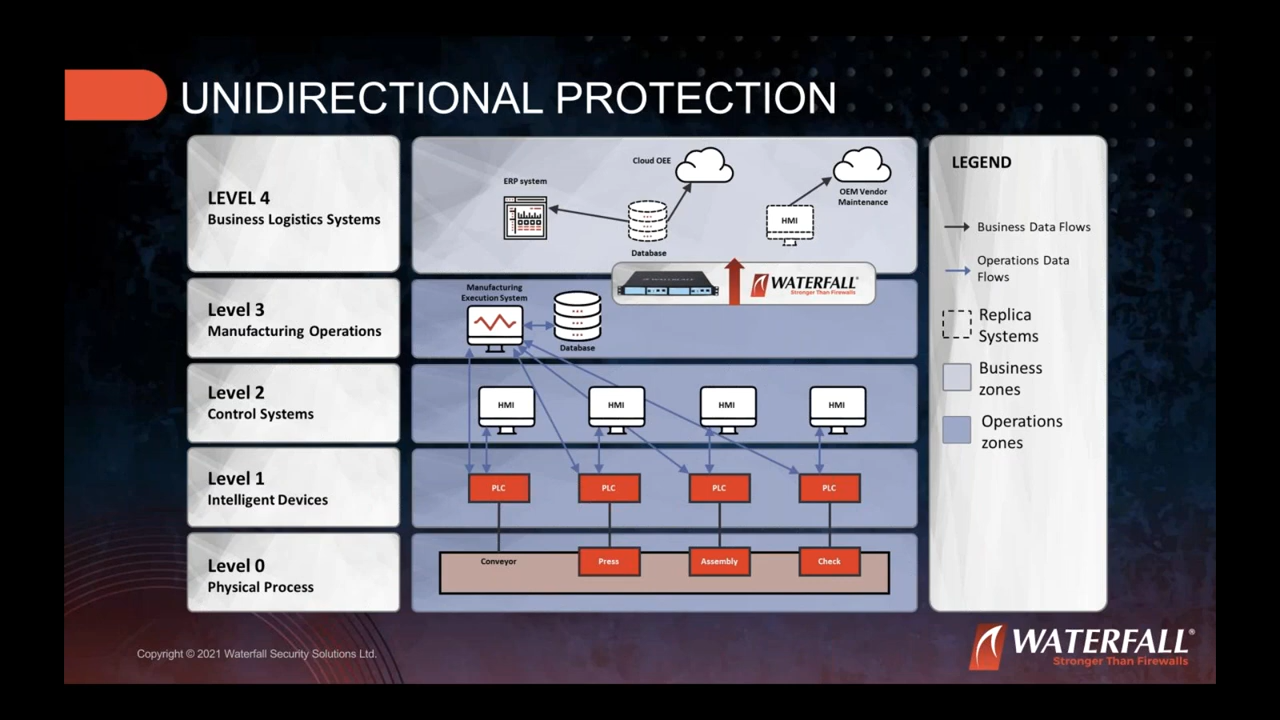 UNIDIRECTIONAL PROTECTION
LEVEL 4
Business Logistics Systems
ERP system
Cloud OEE
Database
HMI
OEM Vendor
Maintenance
WATERFALL®
Stronger Than Firewalls
Level 3
Manufacturing Operations
Manufacturing
Execution System
Database
Level 2
Control Systems
HMI
HMI
HMI
HMI
Level 1
Intelligent Devices
PLC
PLC
PLC
PLC
Level 0
Physical Process
Conveyor
Press
Assembly
Check
LEGEND
Business Data Flows
Operations Data
Flows
Replica
Systems
Business
zones
Operations
zones
Copyright © 2021 Waterfall Security Solutions Ltd.
WATERFALL®
Stronger Than Firewalls